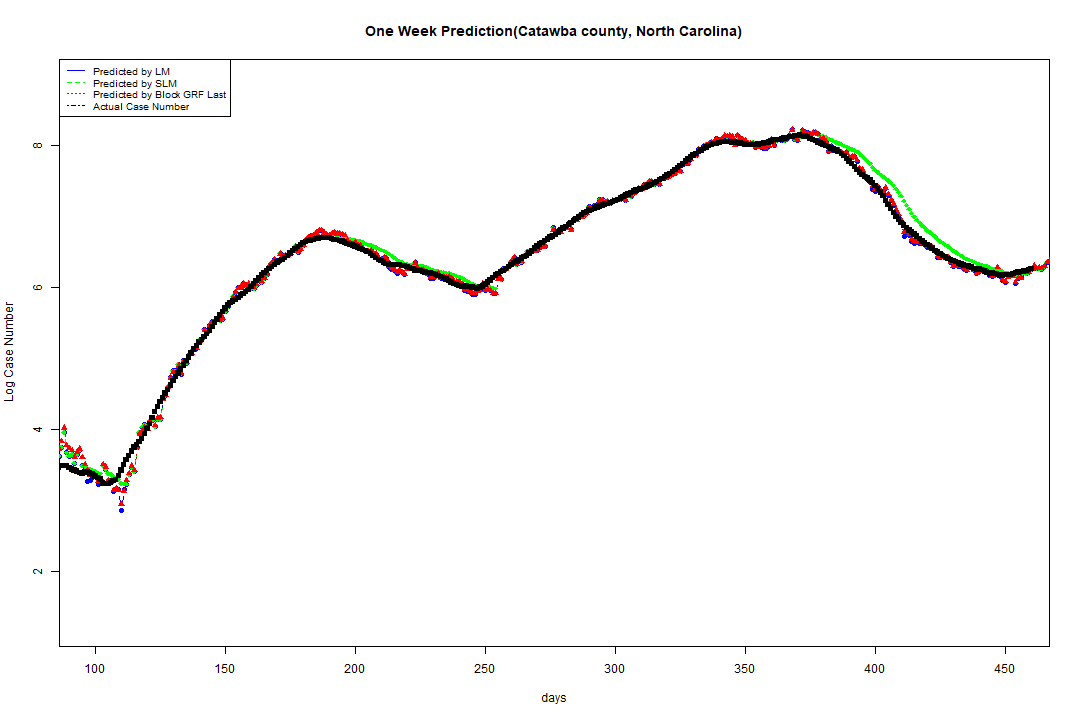 One Week Prediction(Catawba county, North Carolina)
Predicted by LM
Predicted by SLM
Predicted by Block GRF Last
Actual Case Number
8
6
4
2
Log Case Number
100 150 200 250 300 350 400 450
days